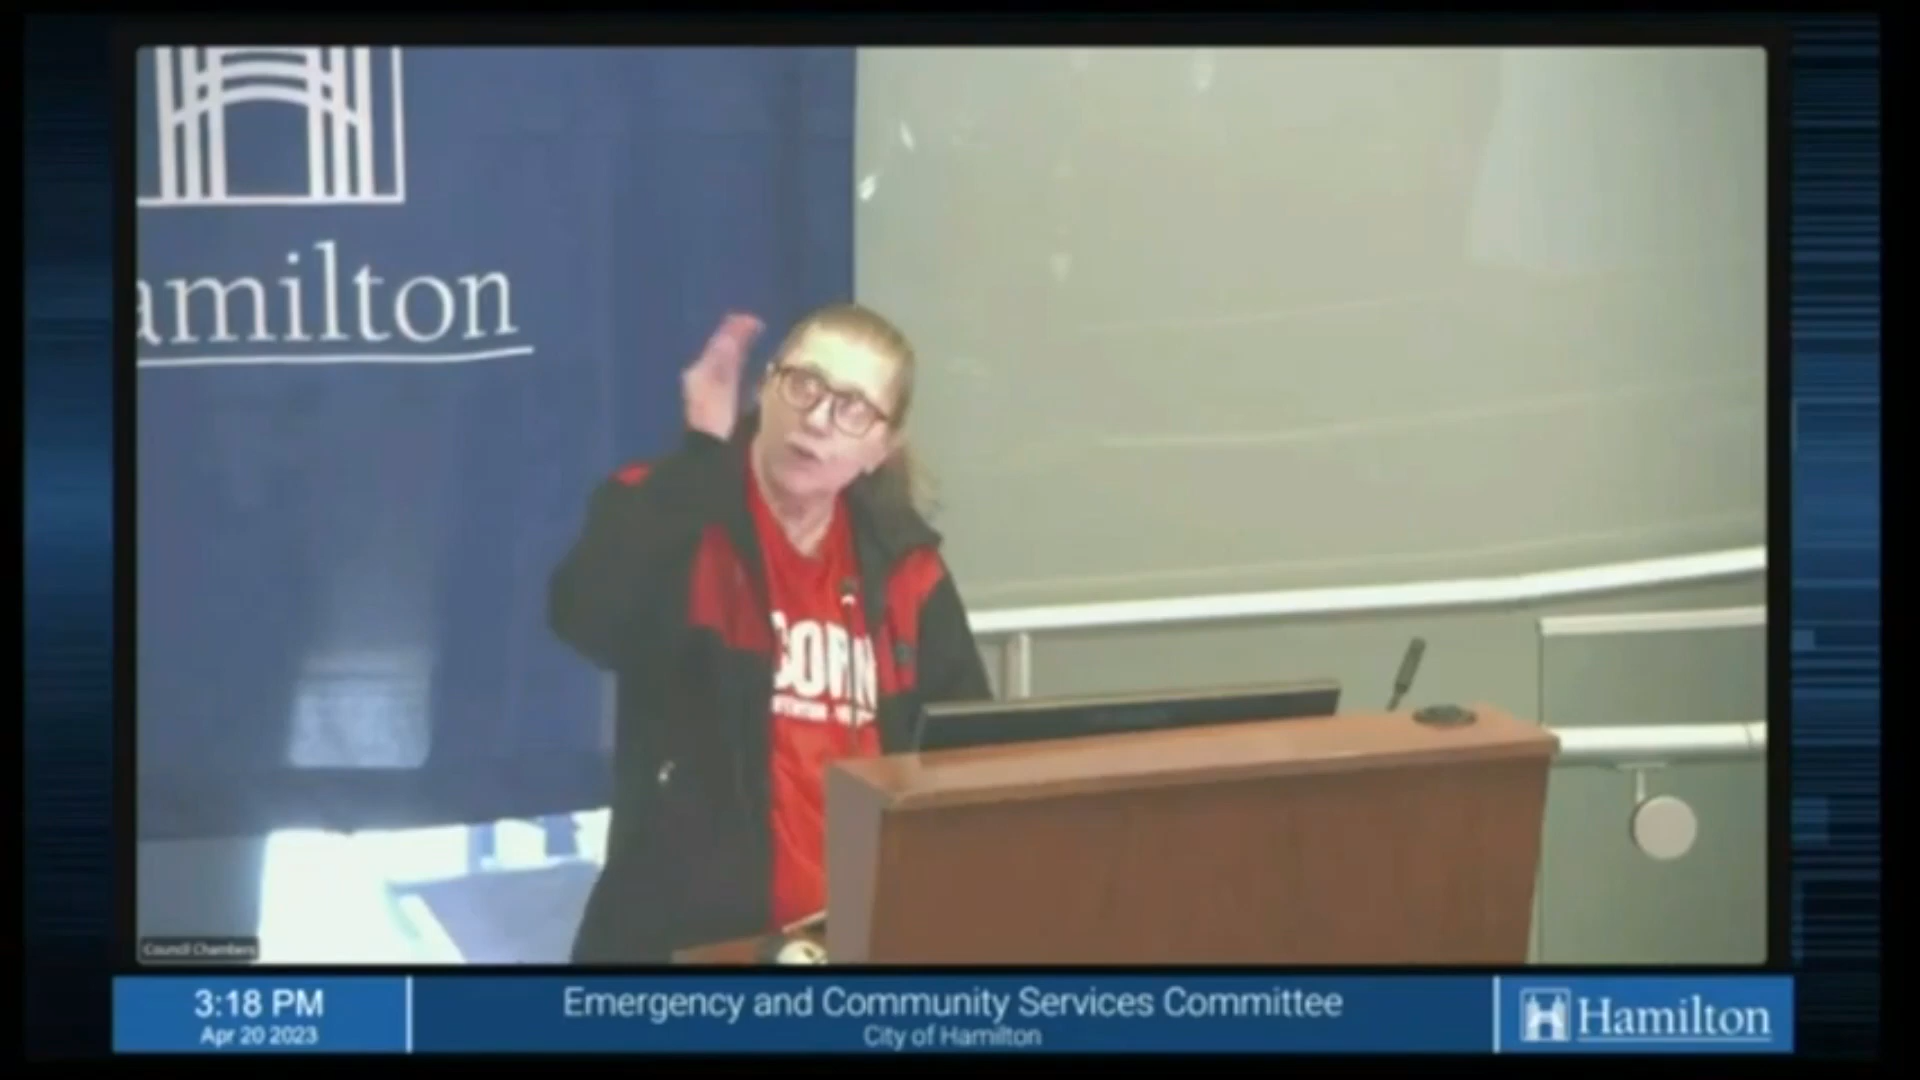 amilton
CORN
Council Chambers
3:18 PM
Apr 20 2023
Emergency and Community Services Committee
City of Hamilton
Hamilton